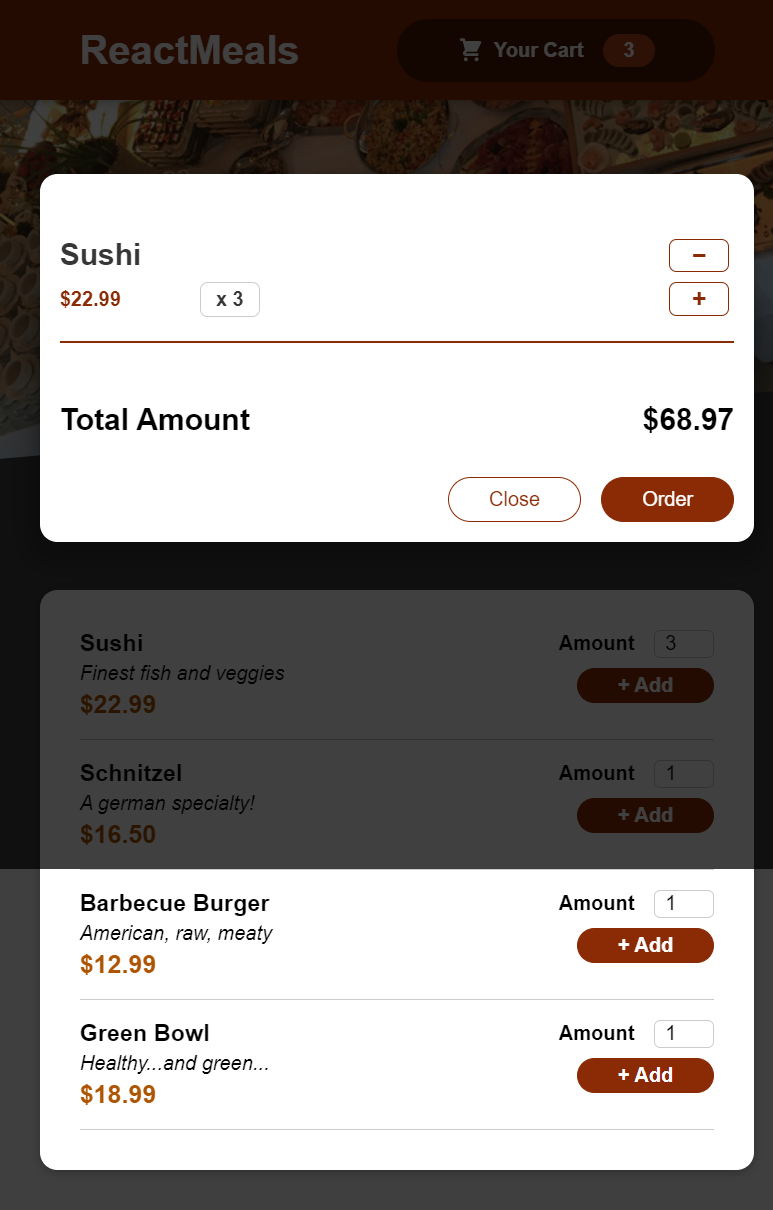 ReactMeals
Your Cart 3
Sushi −
$22.99 x 3 +
Total Amount $68.97
Close Order
Sushi Amount 3
Finest fish and veggies
+ Add
$22.99
Schnitzel Amount 1
A german specialty!
+ Add
$16.50
Barbecue Burger Amount 1
American, raw, meaty
+ Add
$12.99
Green Bowl Amount 1
Healthy...and green...
+ Add
$18.99